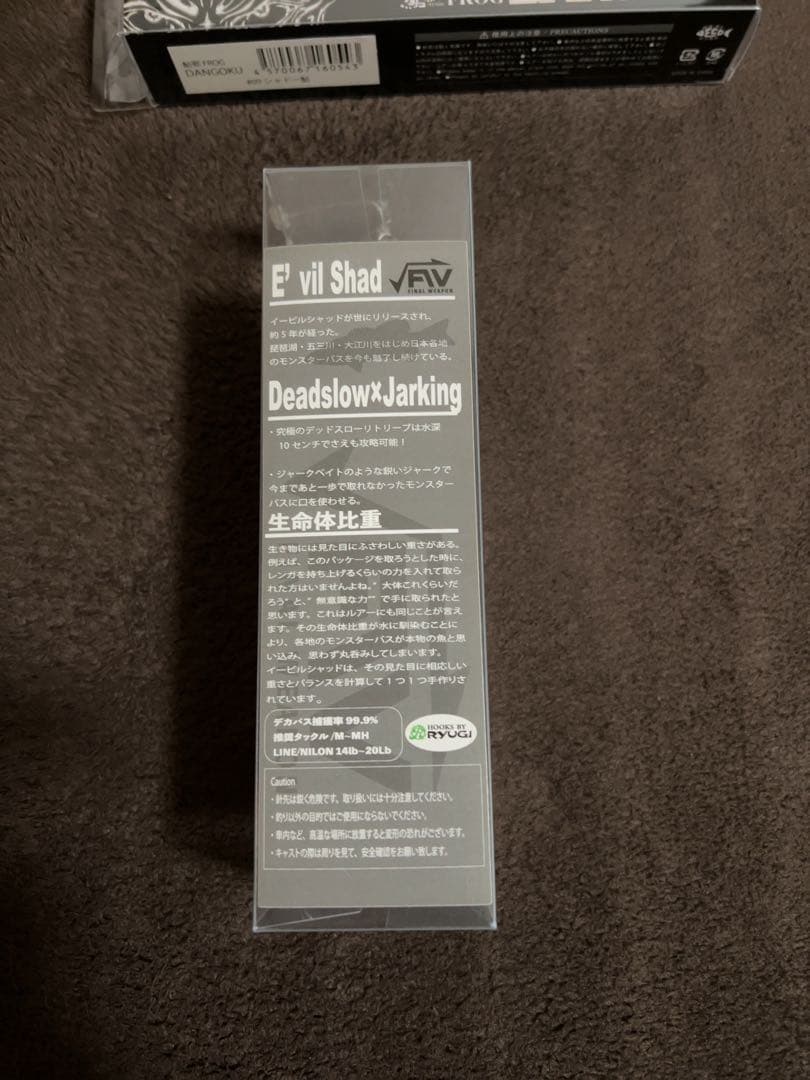 FROG
使用上の注意 / PRECAUTIONS
DANGOKU
4 570067 160543
E' vil Shad FW
FINAL WEAPON
イービルシャッドが世にリリースされ、
約5年が経った。
琵琶湖・五三川・大江川をはじめ日本各地
のモンスターバスを今も魅了し続けている。
Deadslow×Jarking
・究極のデッドスローリトリーブは水深
10センチでさえも攻略可能！
・ジャークベイトのような鋭いジャークで
今まであと一歩で取れなかったモンスター
バスに口を使わせる。
生命体比重
生き物には見た目にふさわしい重さがある。
例えば、このパッケージを取ろうとした時に、
レンガを持ち上げるくらいの力を入れて取ら
れた方はいませんよね。"大体これくらいだ
ろう"と、"無意識な力""で手に取られたと
思います。これはルアーにも同じことが言え
ます。その生命体比重が水に馴染むことに
より、各地のモンスターバスが本物の魚と思
い込み、思わず丸呑みしてしまいます。
イービルシャッドは、その見た目に相応しい
重さとバランスを計算して1つ1つ手作りさ
れています。
デカバス捕獲率99.9%
推奨タックル/M~MH
LINE/NILON 14lb~20Lb
HOOKS BY
RYUGI
Caution
・針先は鋭く危険です。取り扱いには十分注意してください。
・釣り以外の目的ではご使用にならないでください。
・車内など、高温な場所に放置すると変形の恐れがございます。
・キャストの際は周りを見て、安全確認をお願い致します。